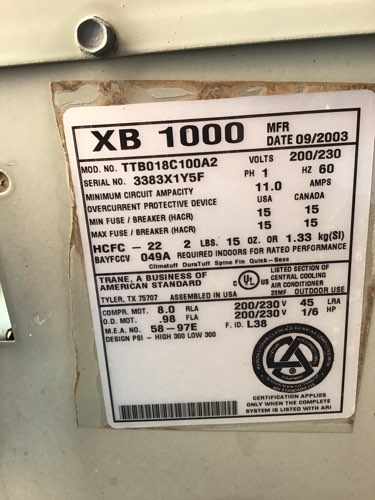 XB 1000 MFR DATE 09/2003
MOD. NO. TTB018C100A2 VOLTS 200/230
SERIAL NO. 3383X1Y5F PH 1 HZ 60
MINIMUM CIRCUIT AMPACITY 11.0 AMPS
OVERCURRENT PROTECTIVE DEVICE US CANADA
MIN FUSE / BREAKER (HACR) 15 15
MAX FUSE / BREAKER (HACR) 15 15
HCFC - 22 2 LBS. 15 OZ. OR 1.33 kg(SI)
BAYFCCV 049A REQUIRED INDOORS FOR RATED PERFORMANCE
Climatuff DuraTuff Spine Fin Quick-Sess
TRANE, A BUSINESS OF
AMERICAN STANDARD
TYLER, TX 75707 ASSEMBLED IN USA
C UL US
LISTED SECTION OF
CENTRAL COOLING
AIR CONDITIONER
28MF OUTDOOR USE
COMPR. MOT. 8.0 RLA 200/230 V 45 LRA
O.D. MOT. .98 FLA 200/230 V 1/6 HP
M.E.A. NO. 58-97E F. ID. L38
DESIGN PSI - HIGH 300 LOW 300
CERTIFICATION APPLIES
ONLY WHEN THE COMPLETE
SYSTEM IS LISTED WITH ARI